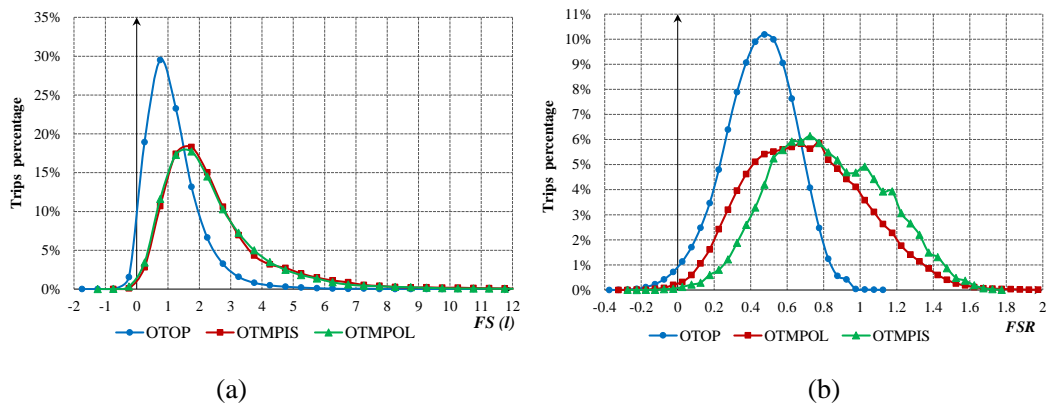 35%
30%
25%
20%
15%
10%
5%
0%
Trips percentage
-2 -1 0 1 2 3 4 5 6 7 8 9 10 11 12
FS (l)
OTOP OTMPIS OTMPOL
(a)
11%
10%
9%
8%
7%
6%
5%
4%
3%
2%
1%
0%
Trips percentage
-0.4 -0.2 0 0.2 0.4 0.6 0.8 1 1.2 1.4 1.6 1.8 2
FSR
OTOP OTMPOL OTMPIS
(b)